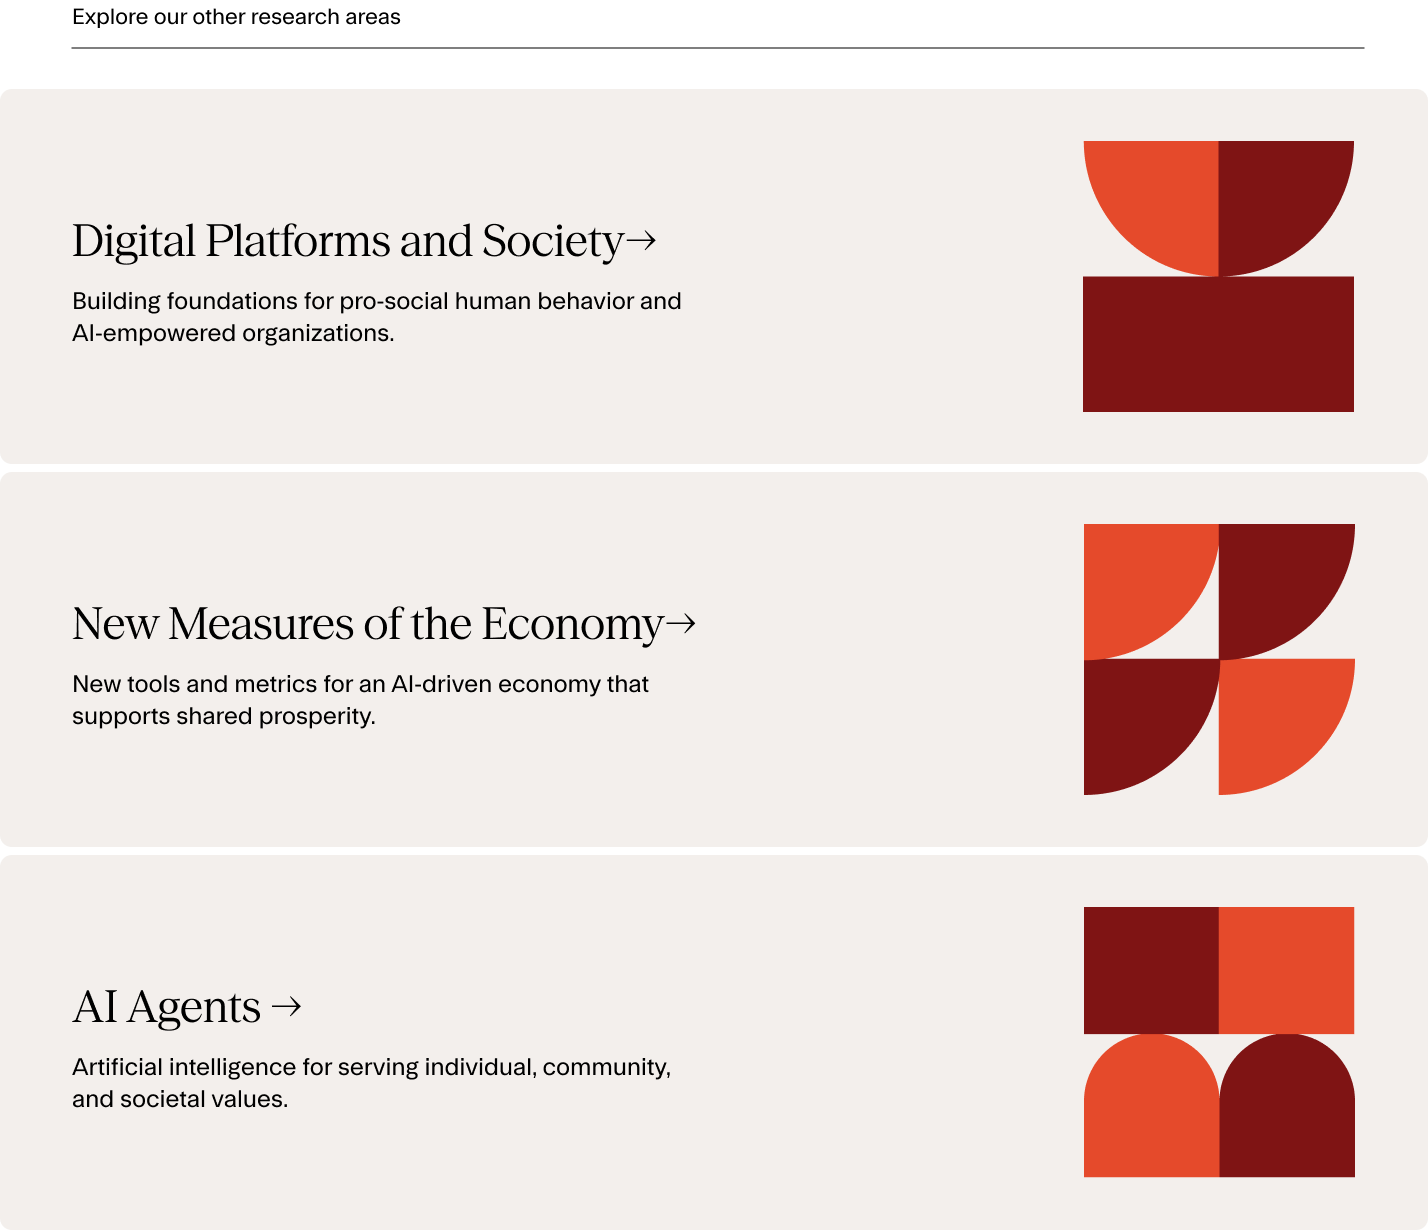 Explore our other research areas
Digital Platforms and Society→
Building foundations for pro-social human behavior and
AI-empowered organizations.
New Measures of the Economy→
New tools and metrics for an AI-driven economy that
supports shared prosperity.
AI Agents →
Artificial intelligence for serving individual, community,
and societal values.